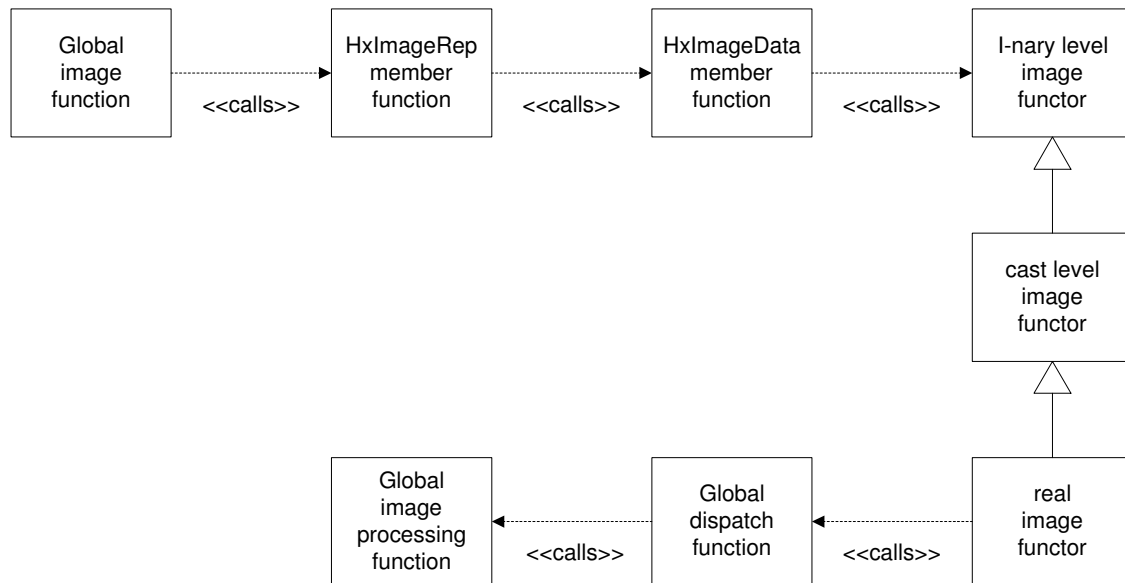 Global
image
function
<<calls>>
HxImageRep
member
function
<<calls>>
HxImageData
member
function
<<calls>>
I-nary level
image
functor
cast level
image
functor
Global
image
processing
function
<<calls>>
Global
dispatch
function
<<calls>>
real
image
functor